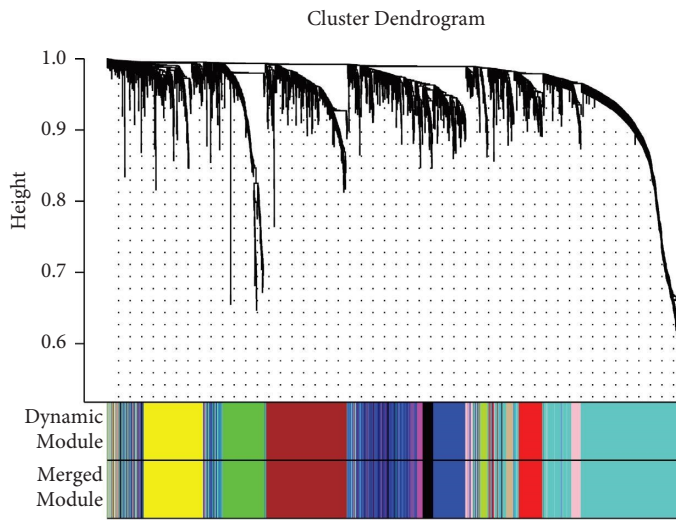 Cluster Dendrogram
Height
1.0
0.9
0.8
0.7
0.6
Dynamic
Module
Merged
Module